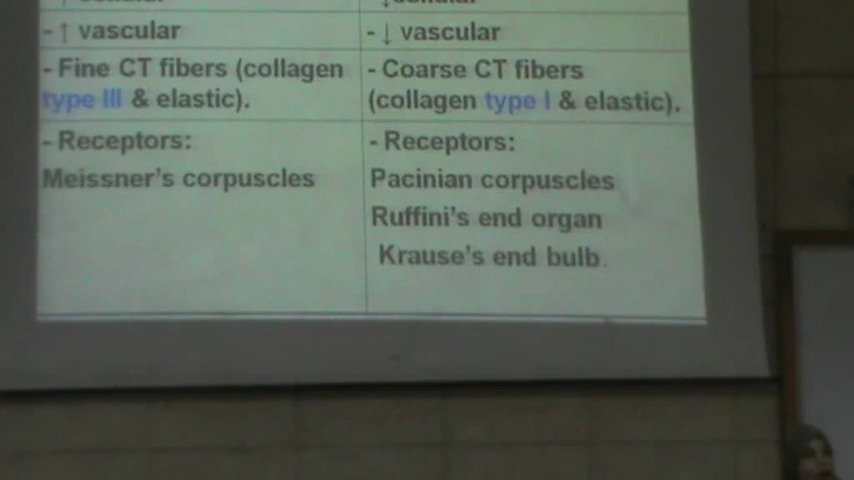 - ↑ vascular
- Fine CT fibers (collagen
type III & elastic).
- Receptors:
Meissner's corpuscles
- ↓ vascular
- Coarse CT fibers
(collagen type I & elastic).
- Receptors:
Pacinian corpuscles
Ruffini's end organ
Krause's end bulb.